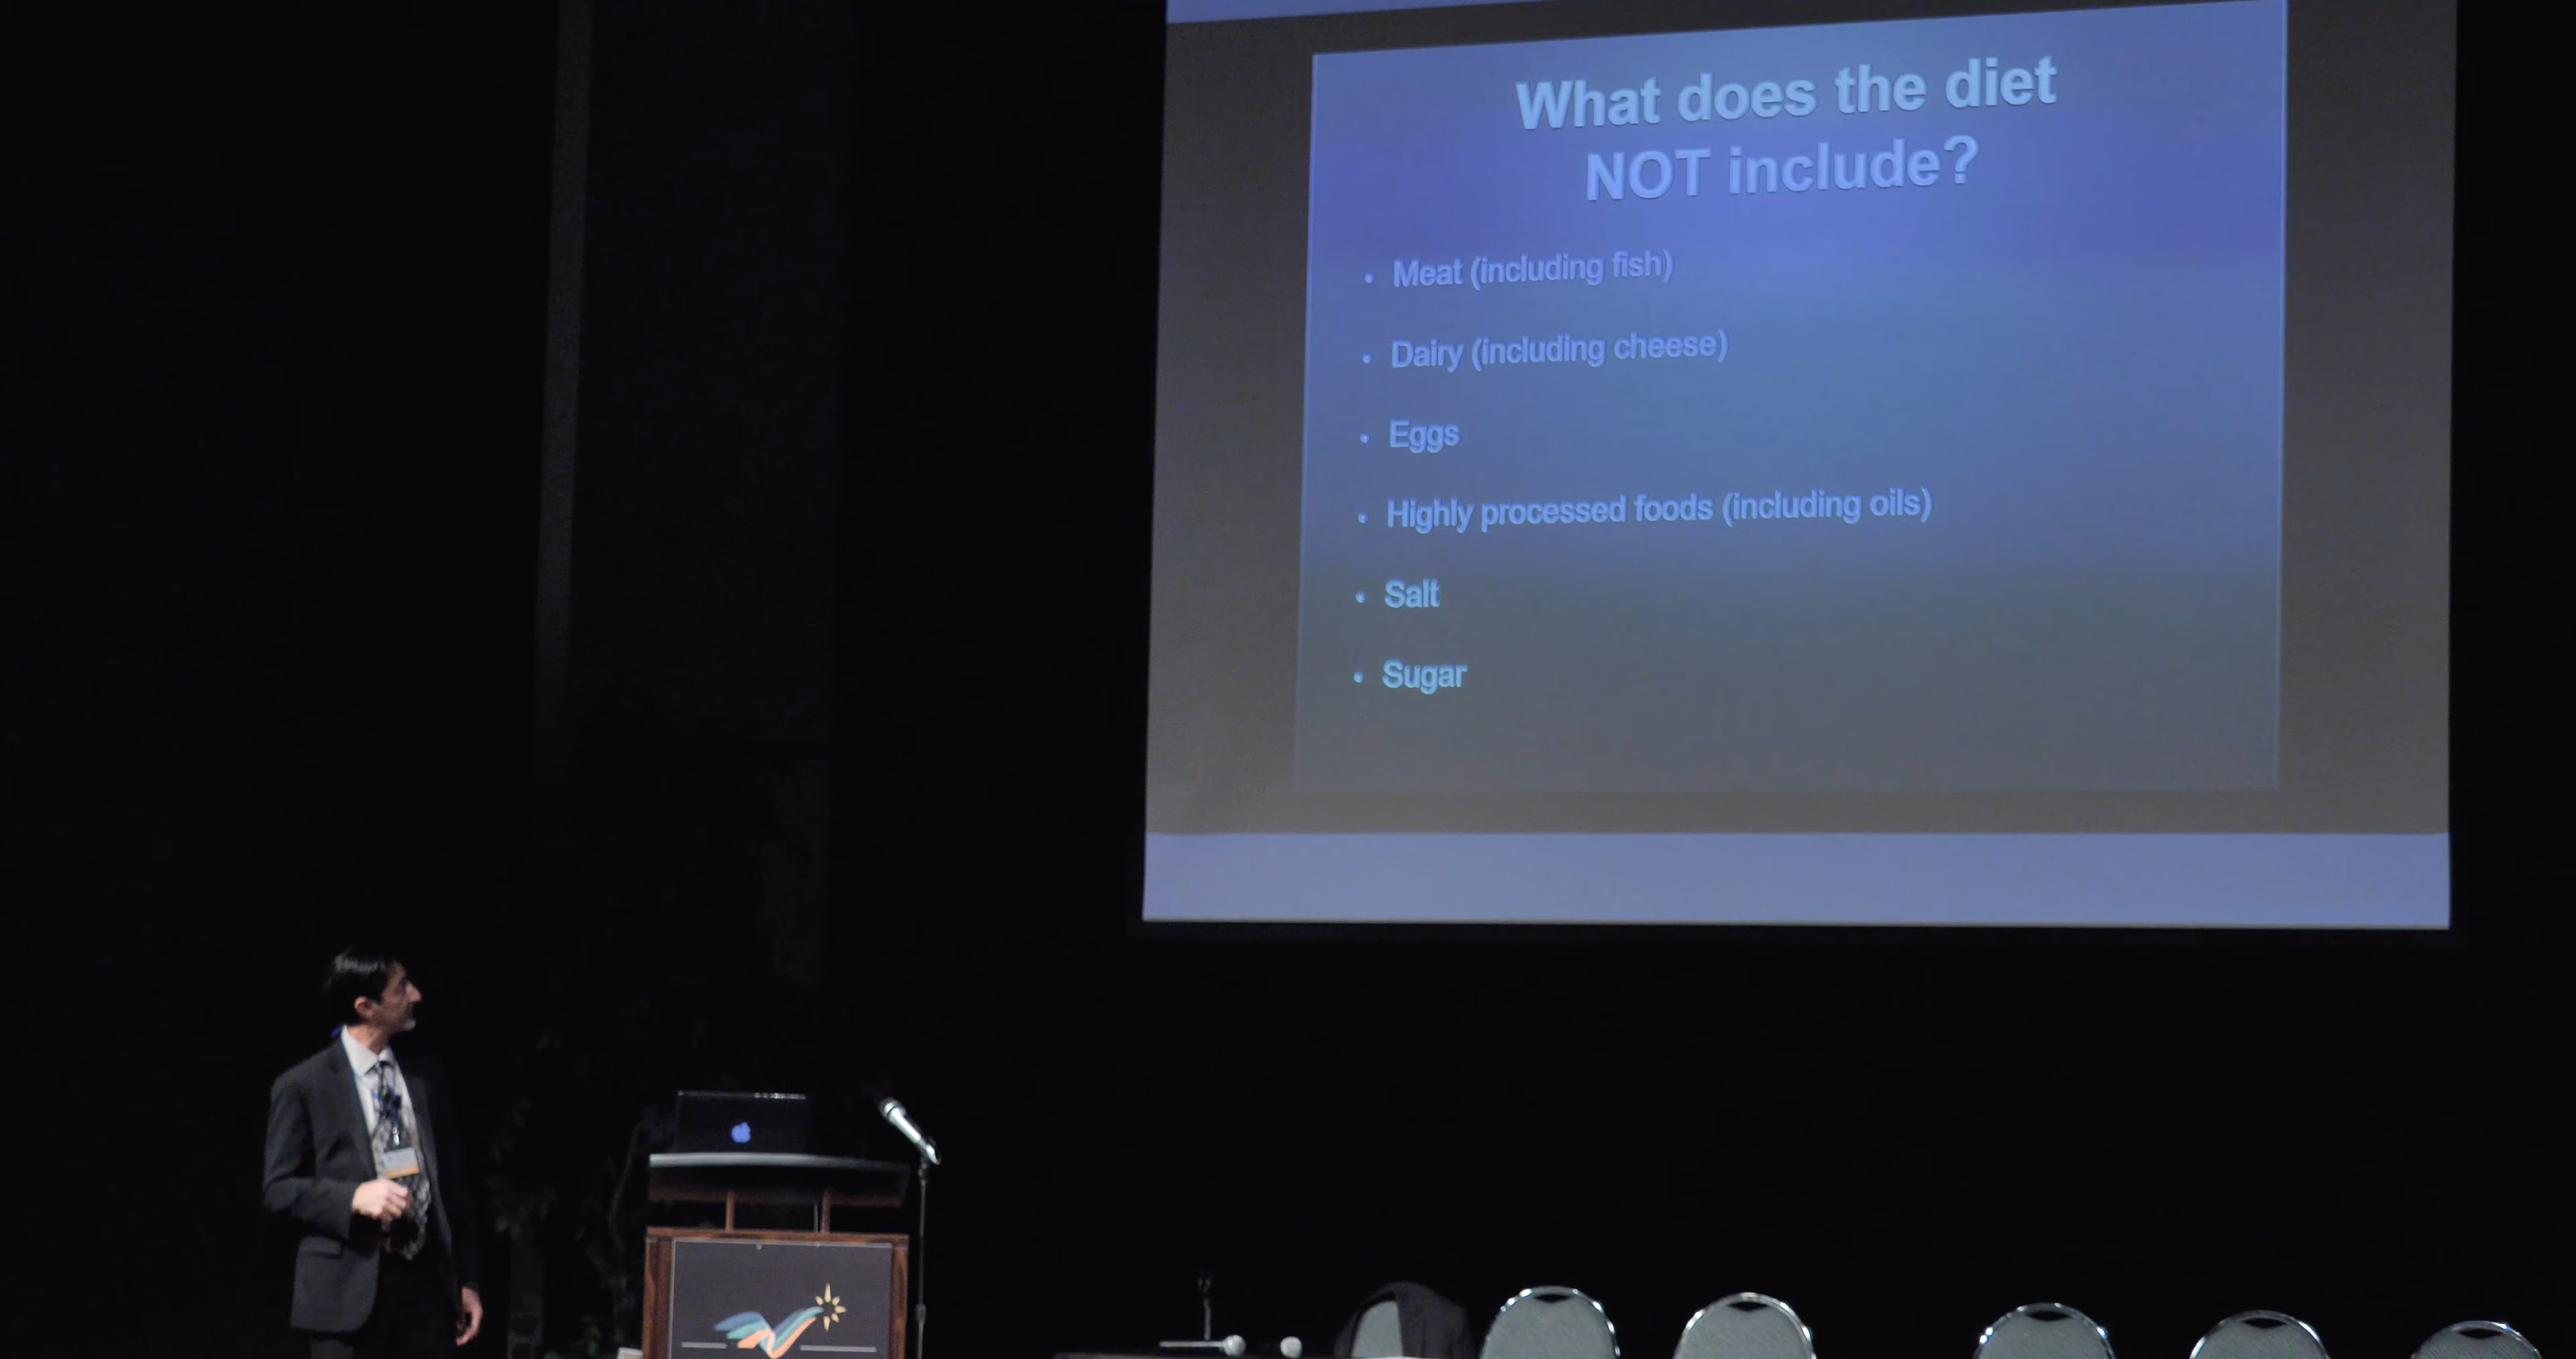 What does the diet
NOT include?
• Meat (including fish)
• Dairy (including cheese)
• Eggs
• Highly processed foods (including oils)
• Salt
• Sugar